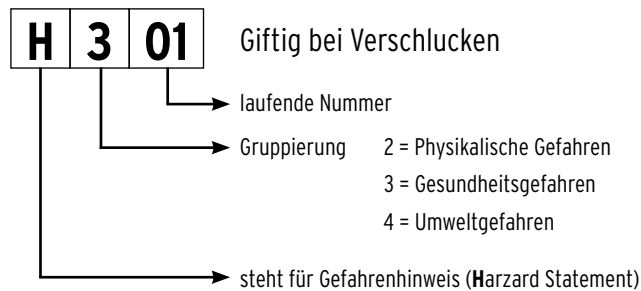 H 3 01 Giftig bei Verschlucken
laufende Nummer
Gruppierung 2 = Physikalische Gefahren
3 = Gesundheitsgefahren
4 = Umweltgefahren
steht für Gefahrenhinweis (Harzard Statement)